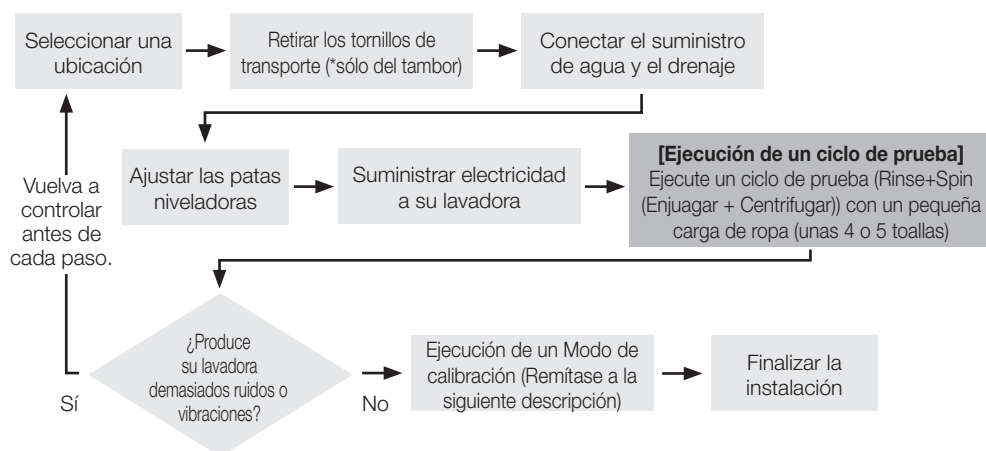 Seleccionar una
ubicación
Retirar los tornillos de
transporte (*sólo del tambor)
Conectar el suministro
de agua y el drenaje
Ajustar las patas
niveladoras
Suministrar electricidad
a su lavadora
[Ejecución de un ciclo de prueba]
Ejecute un ciclo de prueba (Rinse+Spin
(Enjuagar + Centrifugar)) con un pequeña
carga de ropa (unas 4 o 5 toallas)
Vuelva a
controlar
antes de
cada paso.
¿Produce
su lavadora
demasiados ruidos o
vibraciones?
Sí
No
Ejecución de un Modo de
calibración (Remítase a la
siguiente descripción)
Finalizar la
instalación